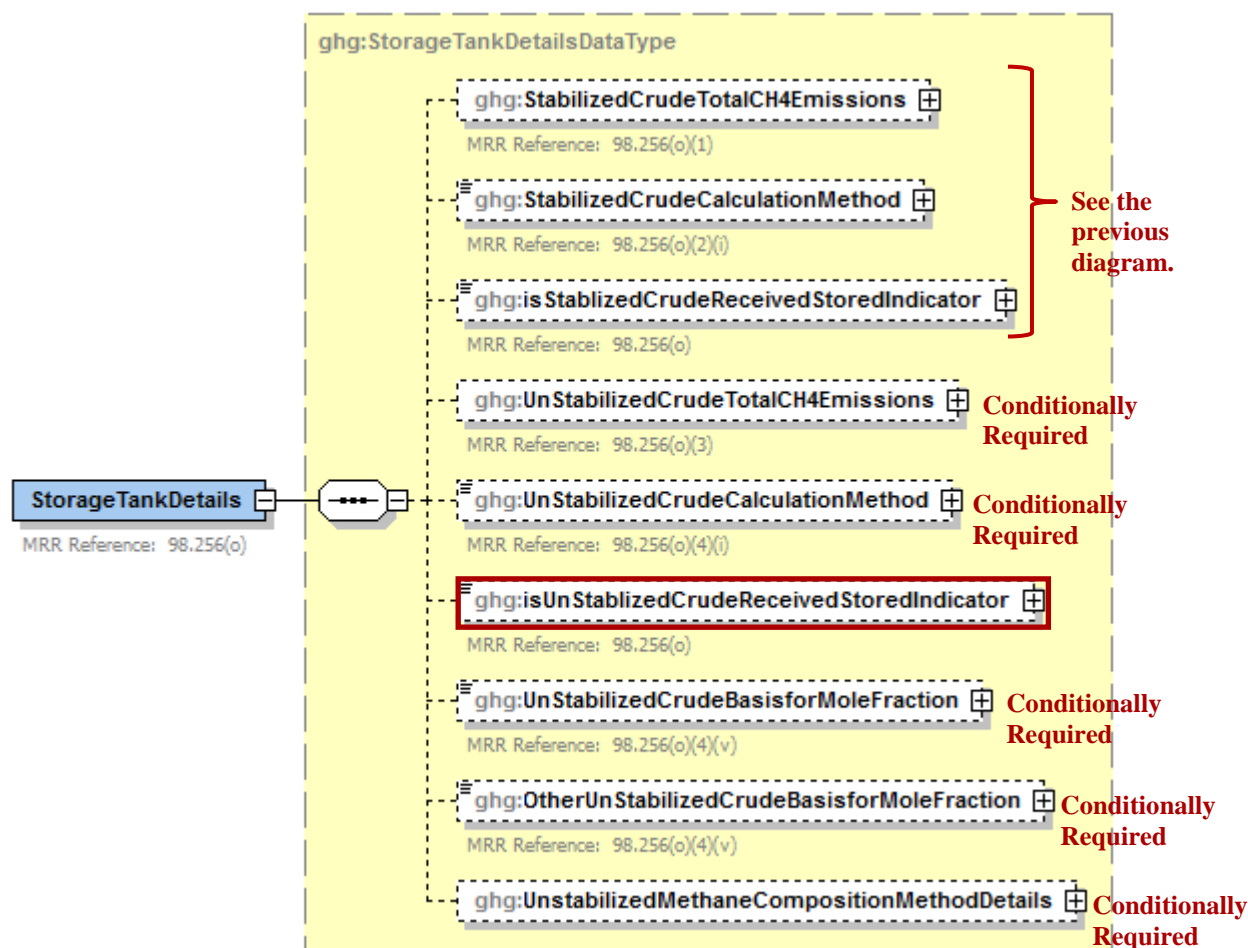 ghg:StorageTankDetailsDataType
ghg:StabilizedCrudeTotalCH4Emissions
MRR Reference: 98.256(o)(1)
ghg:StabilizedCrudeCalculationMethod
MRR Reference: 98.256(o)(2)(i)
ghg:isStablizedCrudeReceivedStoredIndicator
MRR Reference: 98.256(o)
See the
previous
diagram.
ghg:UnStabilizedCrudeTotalCH4Emissions
MRR Reference: 98.256(o)(3)
Conditionally
Required
StorageTankDetails
MRR Reference: 98.256(o)
ghg:UnStabilizedCrudeCalculationMethod
MRR Reference: 98.256(o)(4)(i)
Conditionally
Required
ghg:isUnStablizedCrudeReceivedStoredIndicator
MRR Reference: 98.256(o)
ghg:UnStabilizedCrudeBasisforMoleFraction
MRR Reference: 98.256(o)(4)(v)
Conditionally
Required
ghg:OtherUnStabilizedCrudeBasisforMoleFraction
MRR Reference: 98.256(o)(4)(v)
Conditionally
Required
ghg:UnstabilizedMethaneCompositionMethodDetails
Conditionally
Required